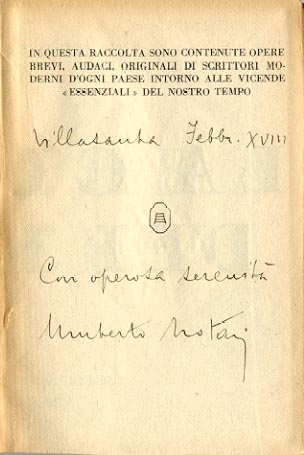 IN QUESTA RACCOLTA SONO CONTENUTE OPERE
BREVI, AUDACI, ORIGINALI DI SCRITTORI MO-
DERNI D'OGNI PAESE INTORNO ALLE VICENDE
« ESSENZIALI » DEL NOSTRO TEMPO
Villasanta Febbr. XVIII
Con operosa serenità
Umberto Notari